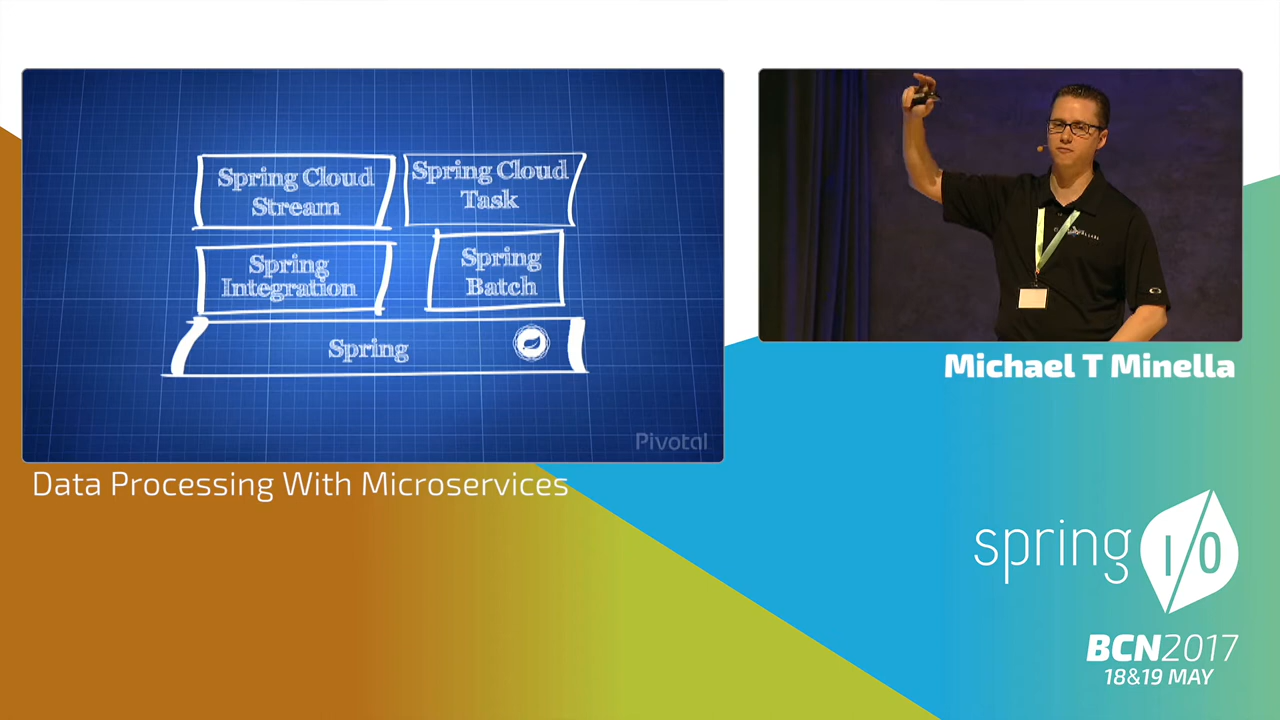 Spring Cloud
Stream
Spring Cloud
Task
Spring
Integration
Spring
Batch
Spring
Pivotal
Data Processing With Microservices
Michael T Minella
spring I/O
BCN2017
18&19 MAY